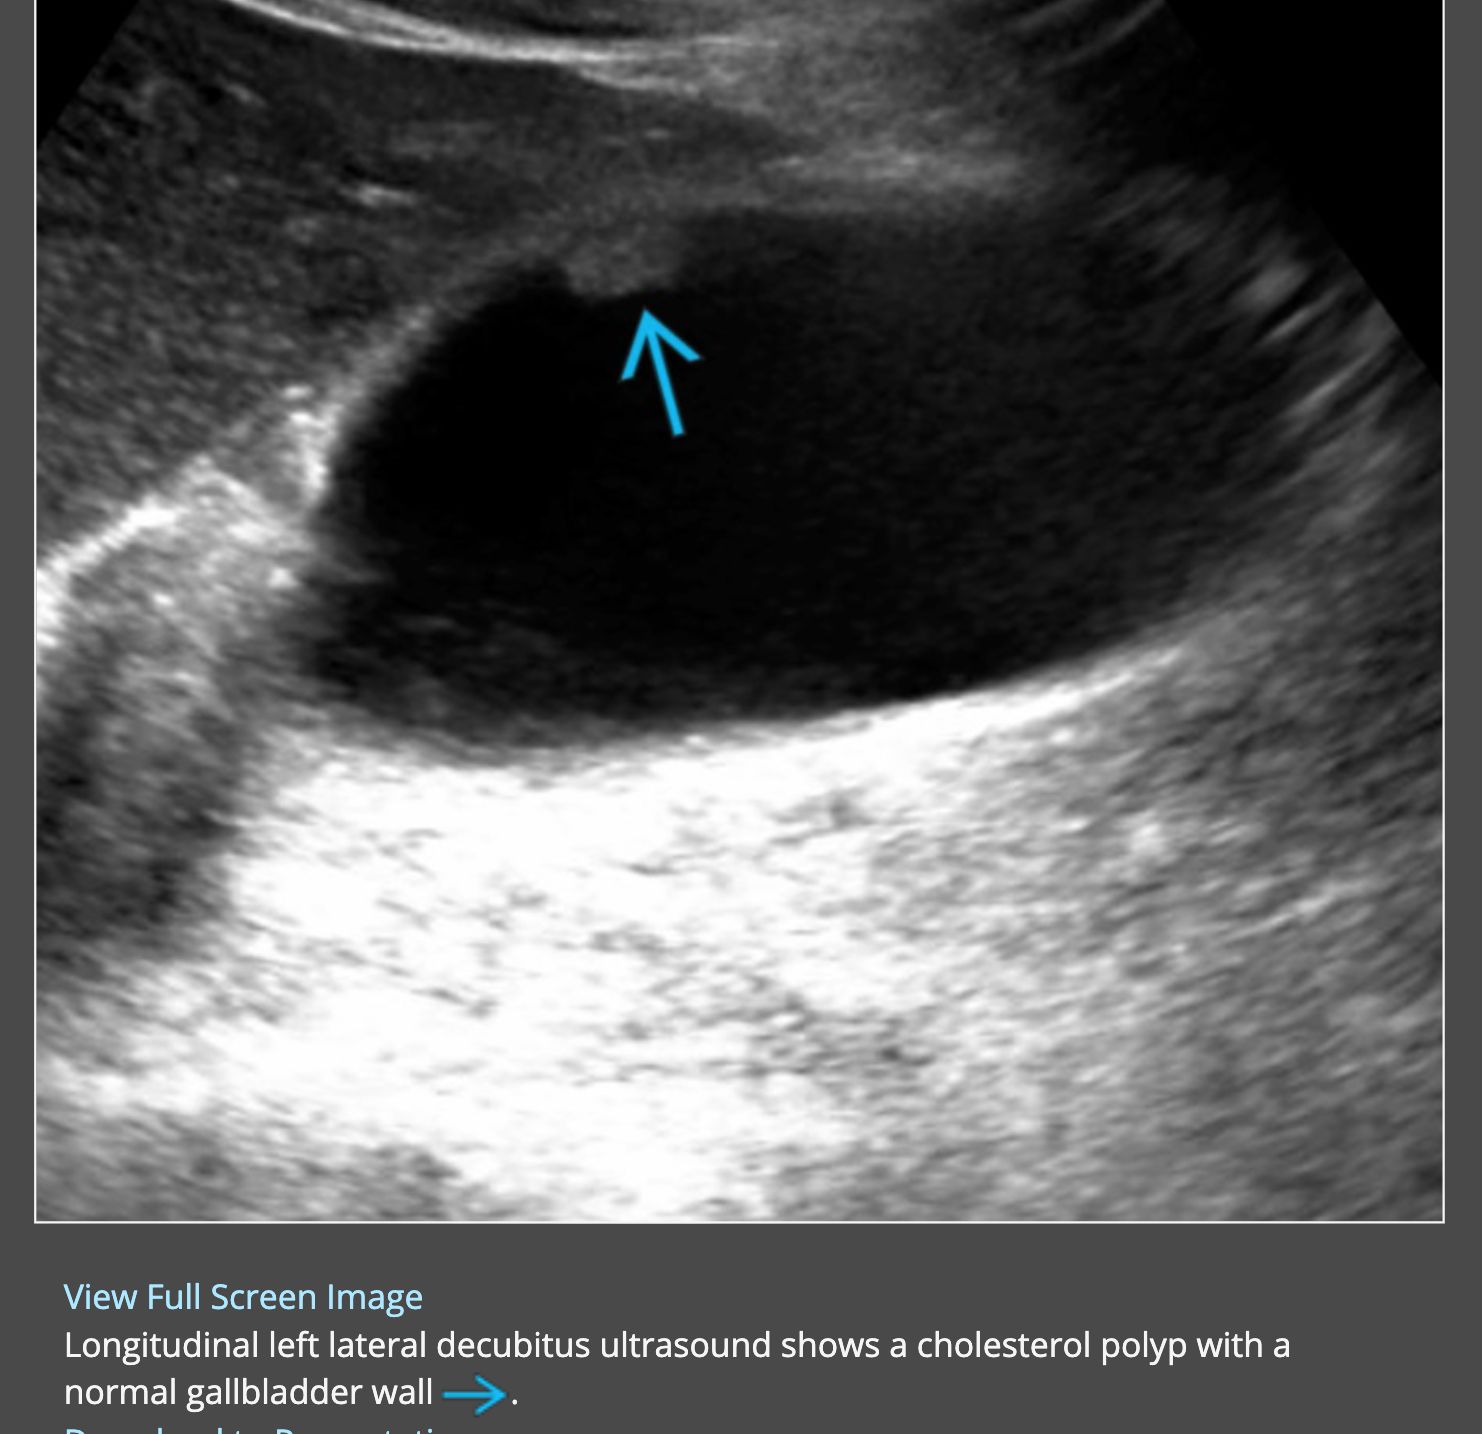 View Full Screen Image
Longitudinal left lateral decubitus ultrasound shows a cholesterol polyp with a
normal gallbladder wall →.